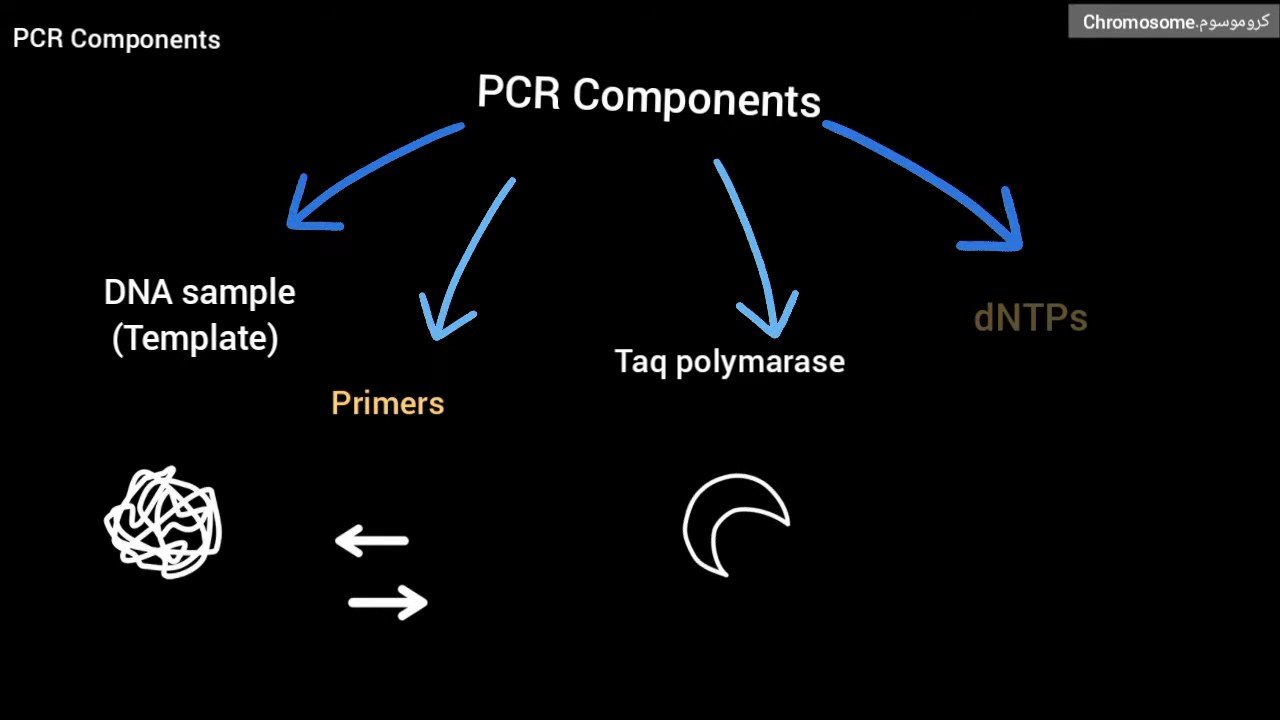 PCR Components
Chromosome.كروموسوم
PCR Components
DNA sample
(Template)
Primers
Taq polymarase
dNTPs